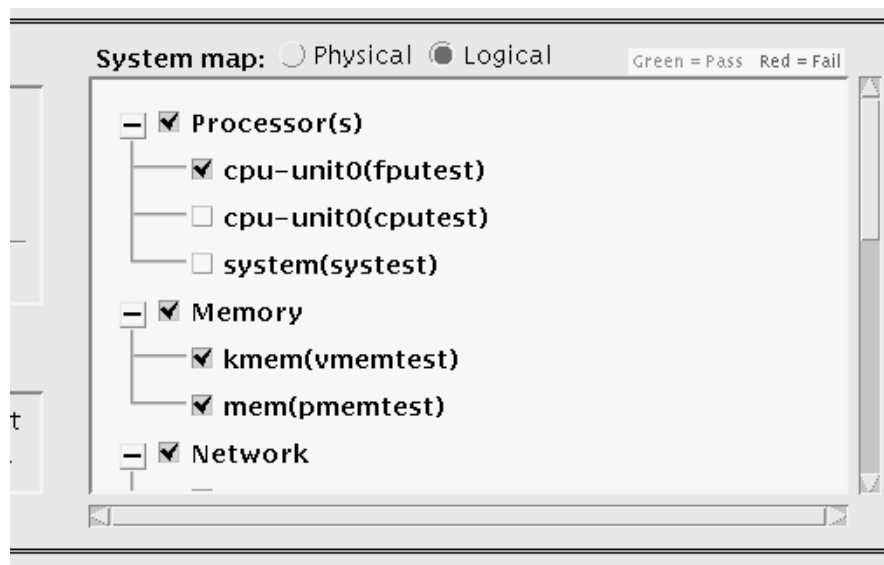 System map: Physical Logical Green = Pass Red = Fail
Processor(s)
cpu-unit0(fputest)
cpu-unit0(cputest)
system(systest)
Memory
kmem(vmemtest)
mem(pmemtest)
t
Network